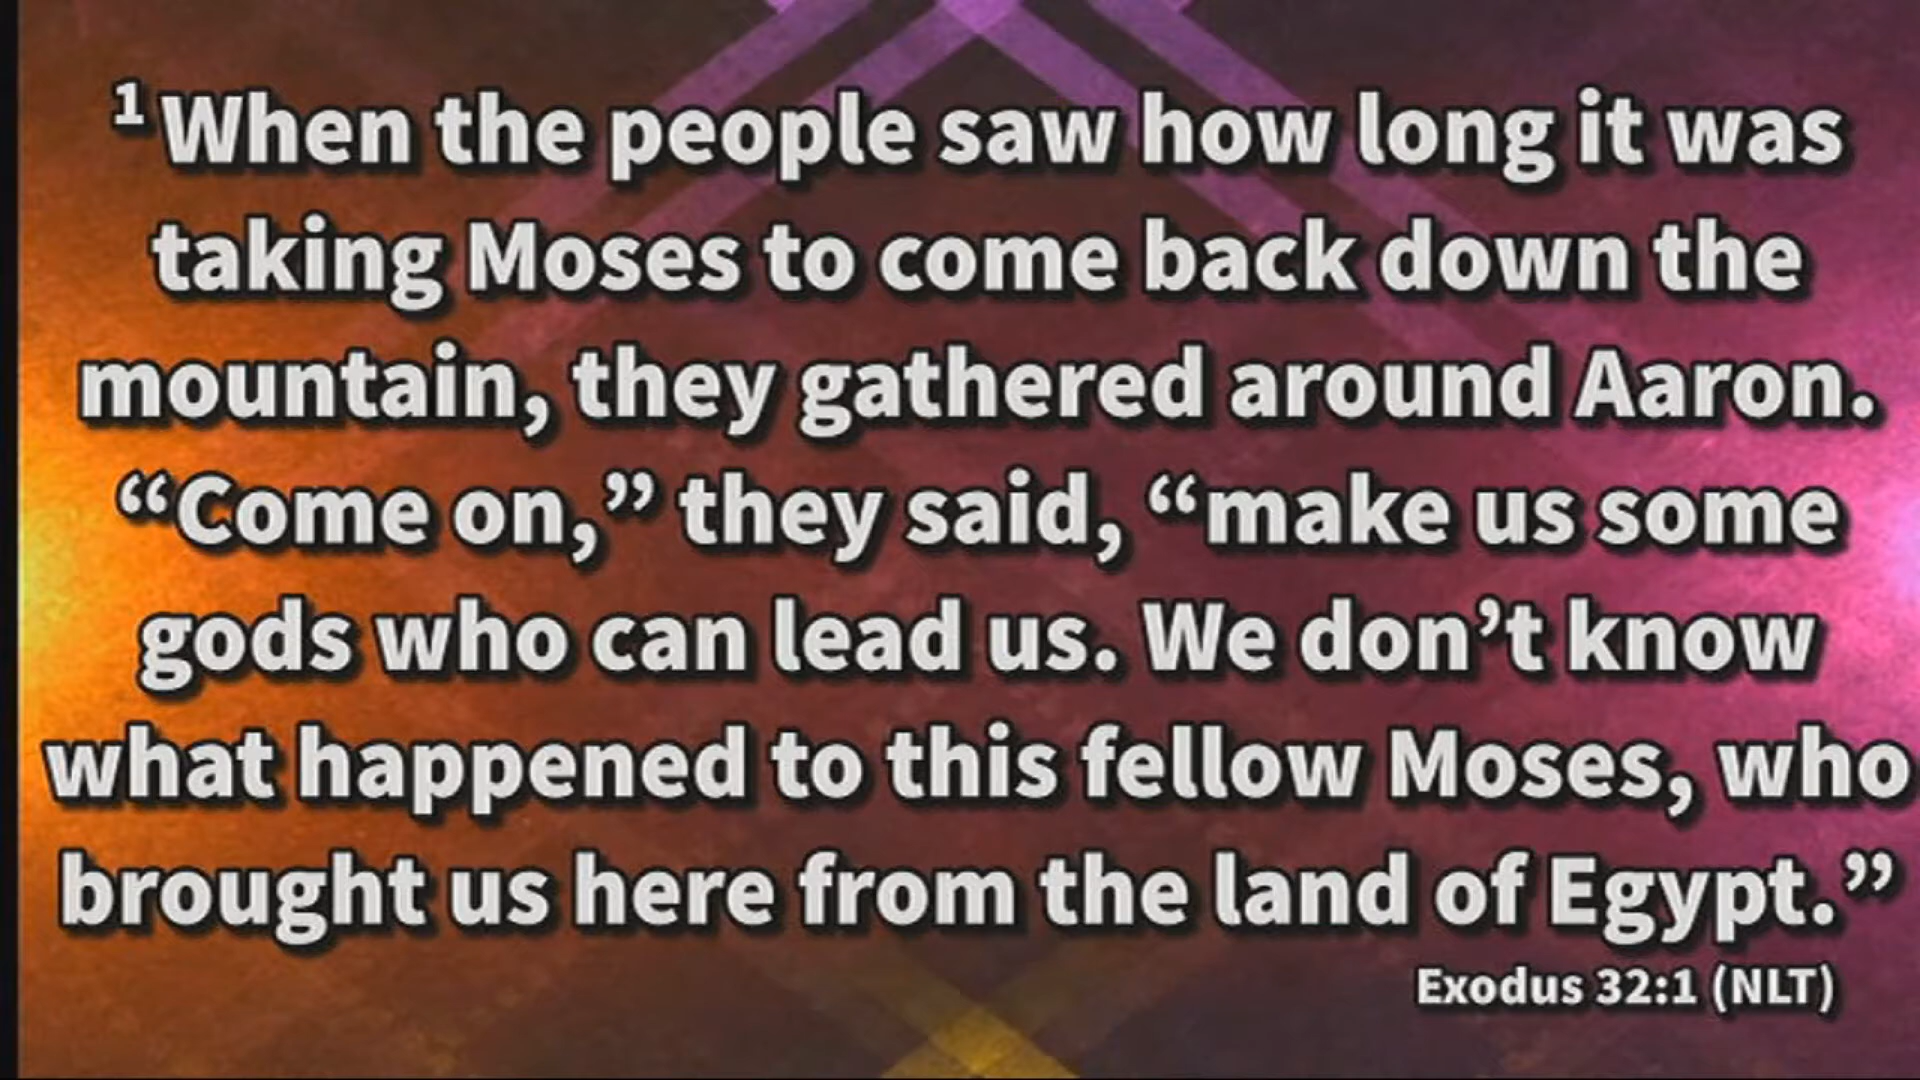 1 When the people saw how long it was
taking Moses to come back down the
mountain, they gathered around Aaron.
“Come on,” they said, “make us some
gods who can lead us. We don’t know
what happened to this fellow Moses, who
brought us here from the land of Egypt.”
Exodus 32:1 (NLT)